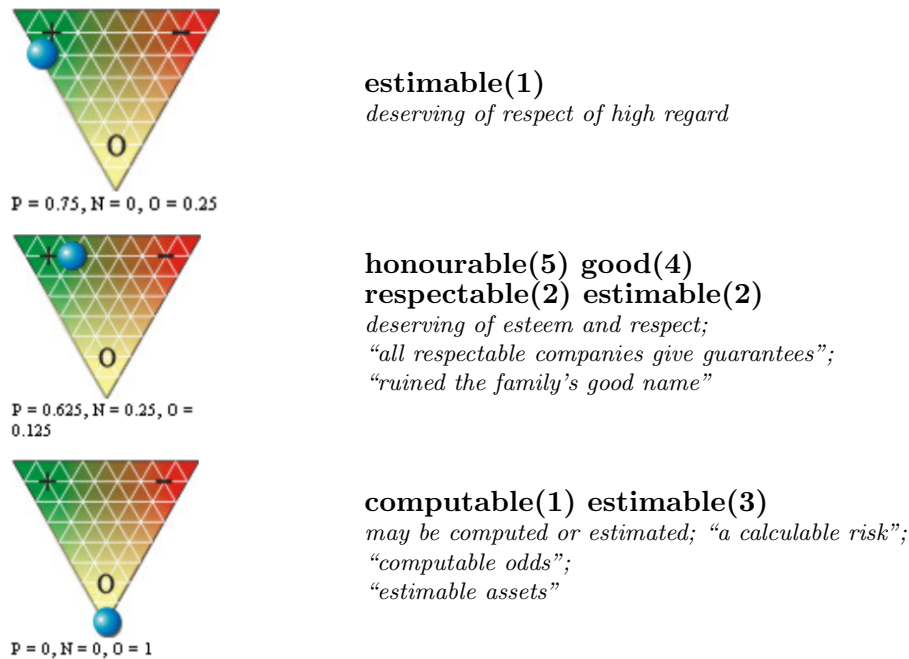 + −
O
P = 0.75, N = 0, O = 0.25
estimable(1)
deserving of respect of high regard
+ −
O
P = 0.625, N = 0.25, O =
0.125
honourable(5) good(4)
respectable(2) estimable(2)
deserving of esteem and respect;
“all respectable companies give guarantees”;
“ruined the family’s good name”
+ −
O
P = 0, N = 0, O = 1
computable(1) estimable(3)
may be computed or estimated; “a calculable risk”;
“computable odds”;
“estimable assets”